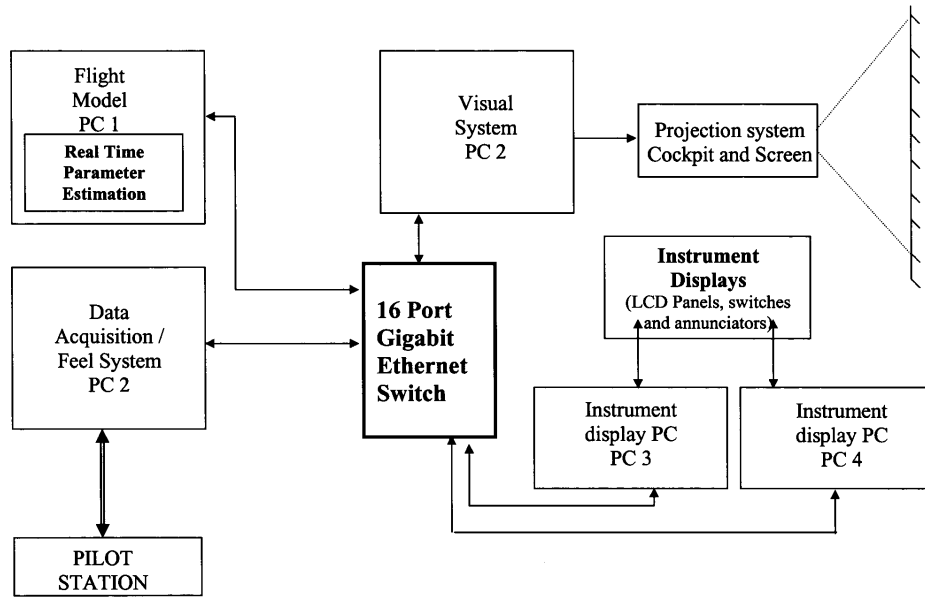 Flight
Model
PC 1
Real Time
Parameter
Estimation
Visual
System
PC 2
Projection system
Cockpit and Screen
Data
Acquisition /
Feel System
PC 2
16 Port
Gigabit
Ethernet
Switch
Instrument
Displays
(LCD Panels, switches
and annunciators)
Instrument
display PC
PC 3
Instrument
display PC
PC 4
PILOT
STATION